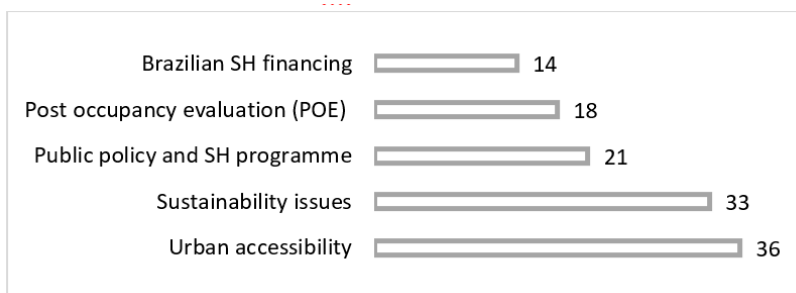 Brazilian SH financing 14
Post occupancy evaluation (POE) 18
Public policy and SH programme 21
Sustainability issues 33
Urban accessibility 36